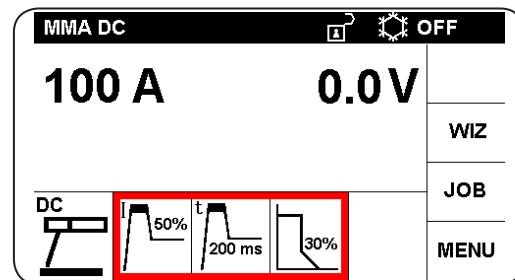 MMA DC OFF
100 A 0.0 V
WIZ
JOB
MENU
DC
I 50%
t 200 ms
30%